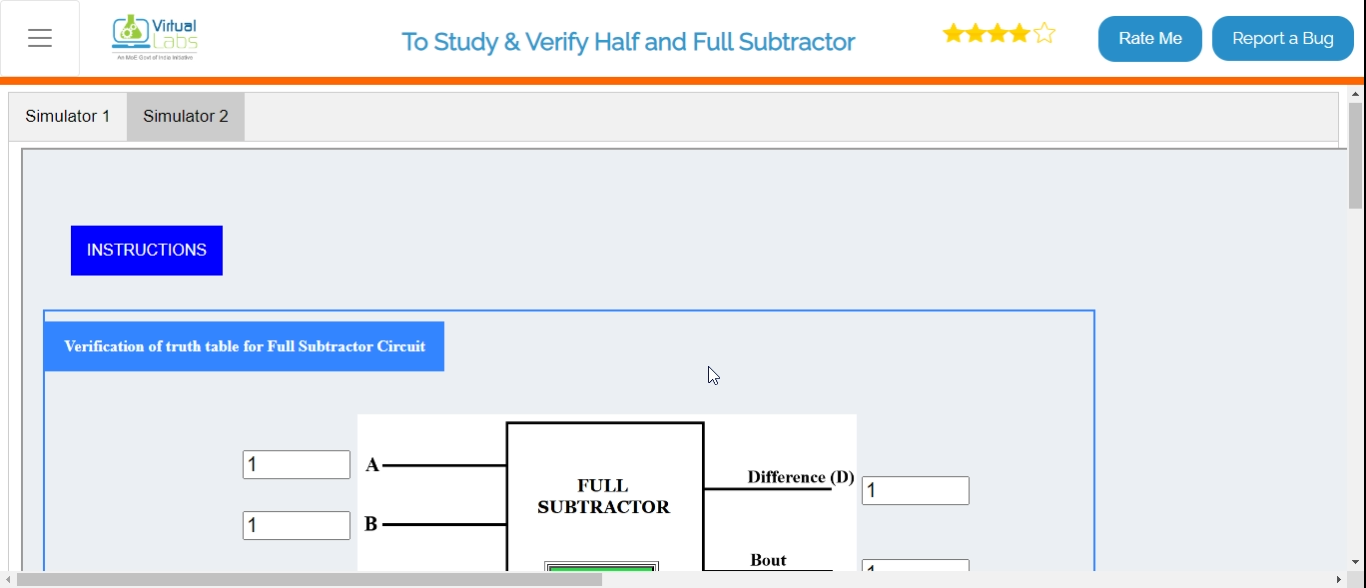 Virtual
Labs
An MoE Govt of India Initiative
To Study & Verify Half and Full Subtractor
Rate Me
Report a Bug
Simulator 1
Simulator 2
INSTRUCTIONS
Verification of truth table for Full Subtractor Circuit
1
A
FULL
SUBTRACTOR
Difference (D)
1
1
B
Bout